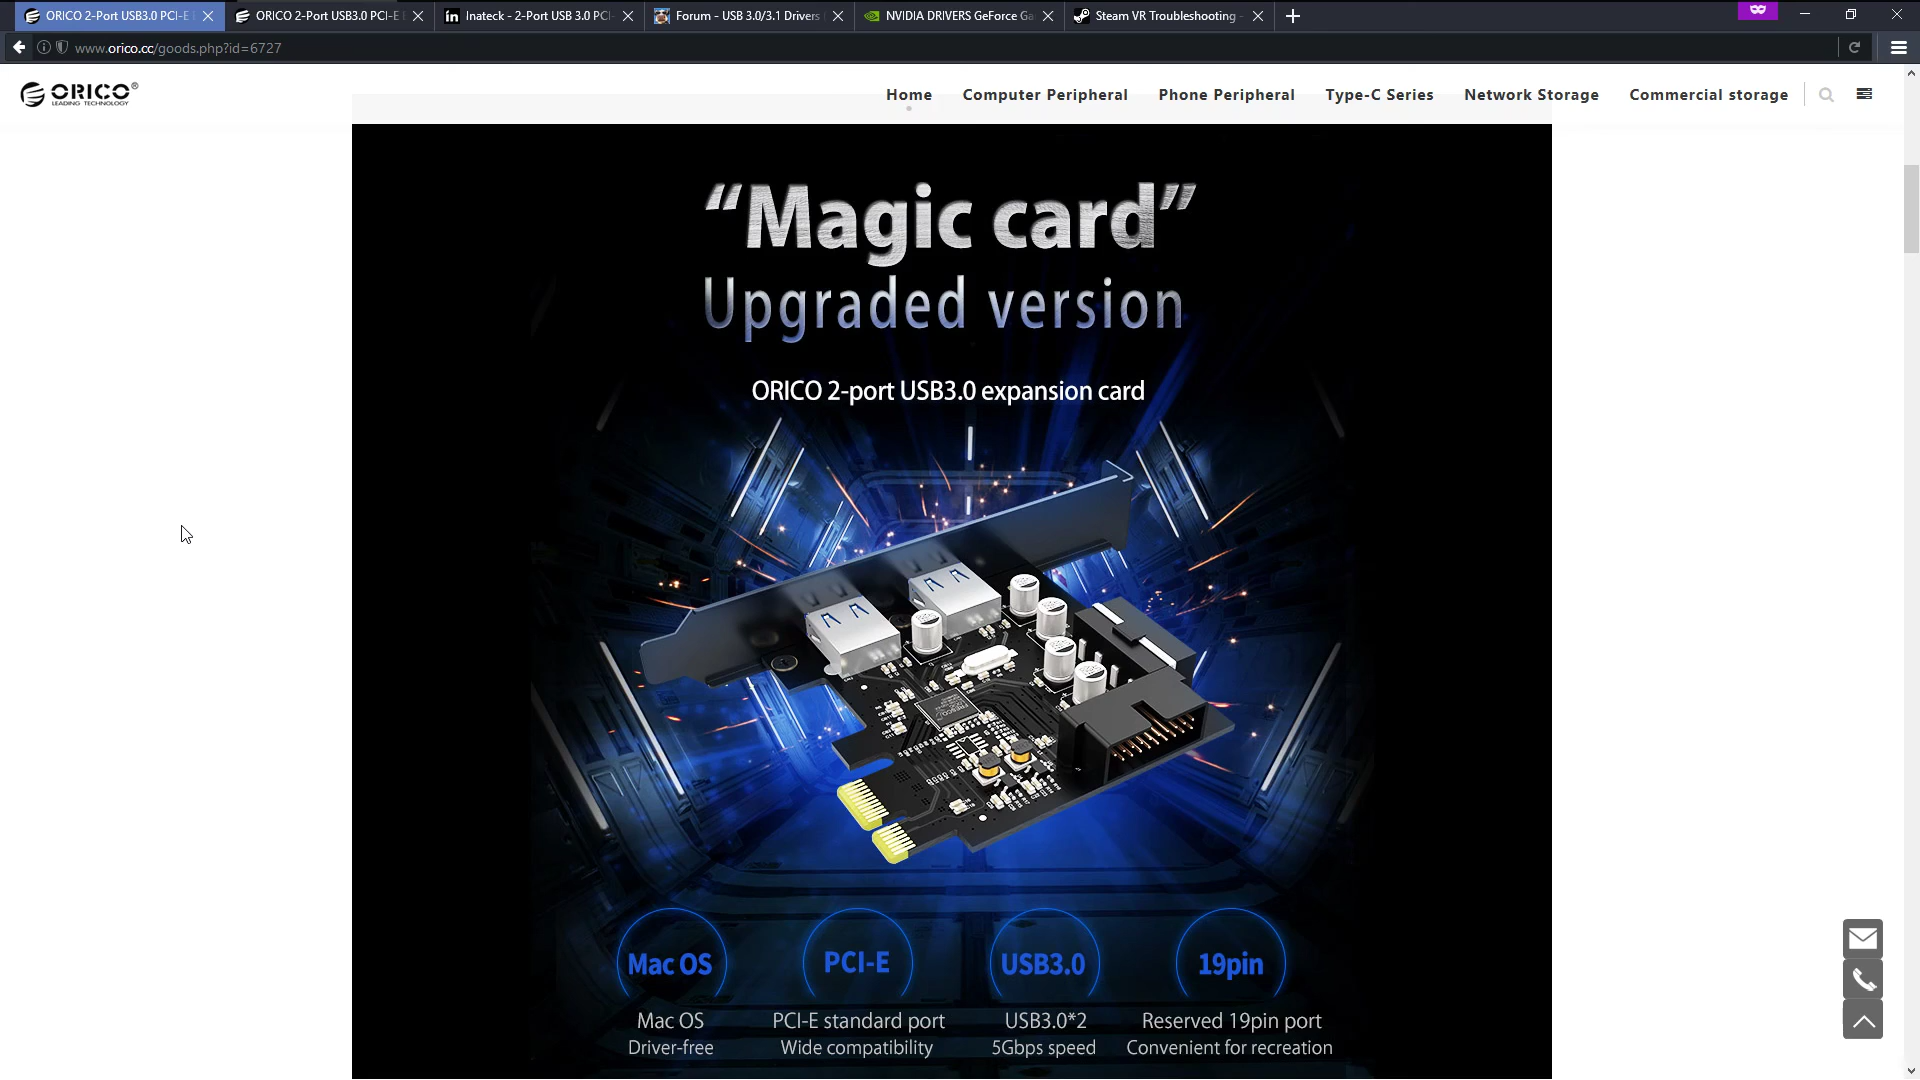 ORICO 2-Port USB3.0 PCI-E
ORICO 2-Port USB3.0 PCI-E
Inateck - 2-Port USB 3.0 PCI-
Forum - USB 3.0/3.1 Drivers
NVIDIA DRIVERS GeForce Ga
Steam VR Troubleshooting -
www.orico.cc/goods.php?id=6727
ORICO®
LEADING TECHNOLOGY
Home
Computer Peripheral
Phone Peripheral
Type-C Series
Network Storage
Commercial storage
“Magic card”
Upgraded version
ORICO 2-port USB3.0 expansion card
Mac OS
PCI-E
USB3.0
19pin
Mac OS
PCI-E standard port
USB3.0*2
Reserved 19pin port
Driver-free
Wide compatibility
5Gbps speed
Convenient for recreation